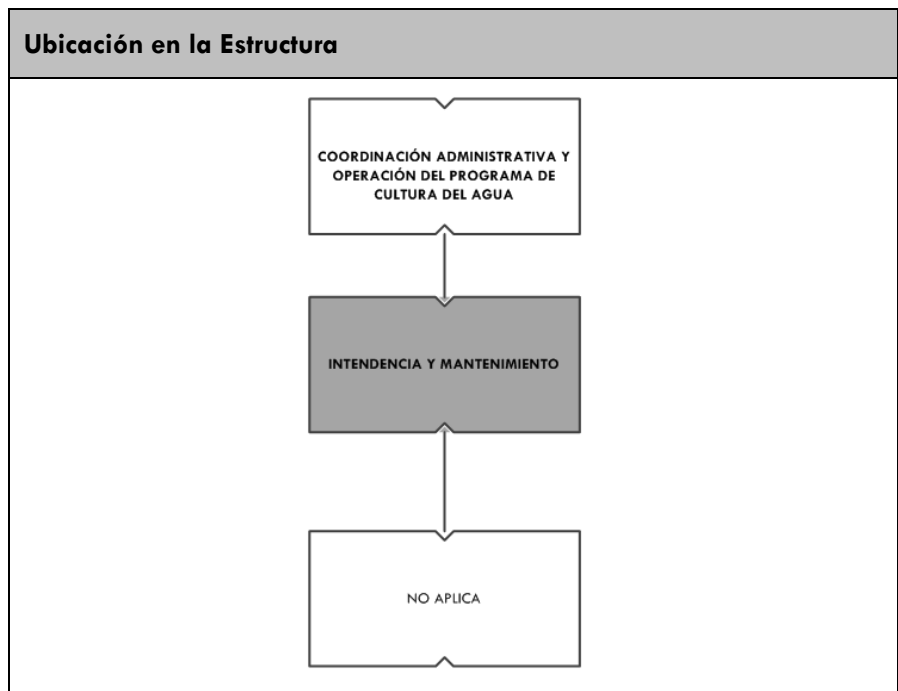 Ubicación en la Estructura
COORDINACIÓN ADMINISTRATIVA Y
OPERACIÓN DEL PROGRAMA DE
CULTURA DEL AGUA
INTENDENCIA Y MANTENIMIENTO
NO APLICA